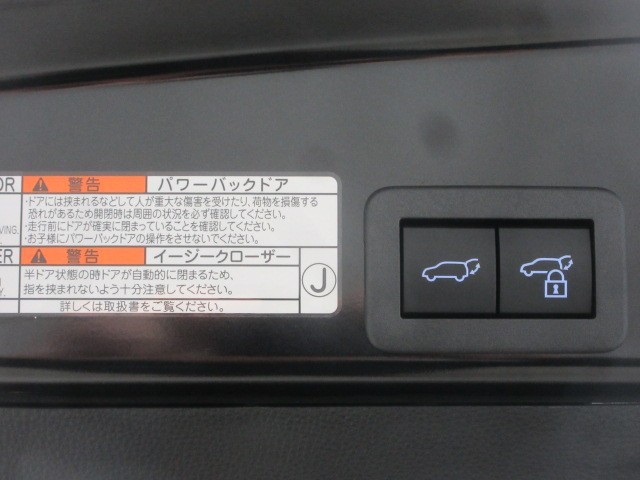 OR ⚠ 警告 パワーバックドア
・ドアには挟まれるなどして人が重大な傷害を受けたり、荷物を損傷する
恐れがあるため開閉時は周囲の状況を必ず確認してください。
VING. ・走行前にドアが確実に閉まっていることを確認してください。
・お子様にパワーバックドアの操作をさせないでください。
ER ⚠ 警告 イージークローザー
半ドア状態の時ドアが自動的に閉まるため、
指を挟まれないよう十分注意してください。
J
詳しくは取扱書をご覧ください。